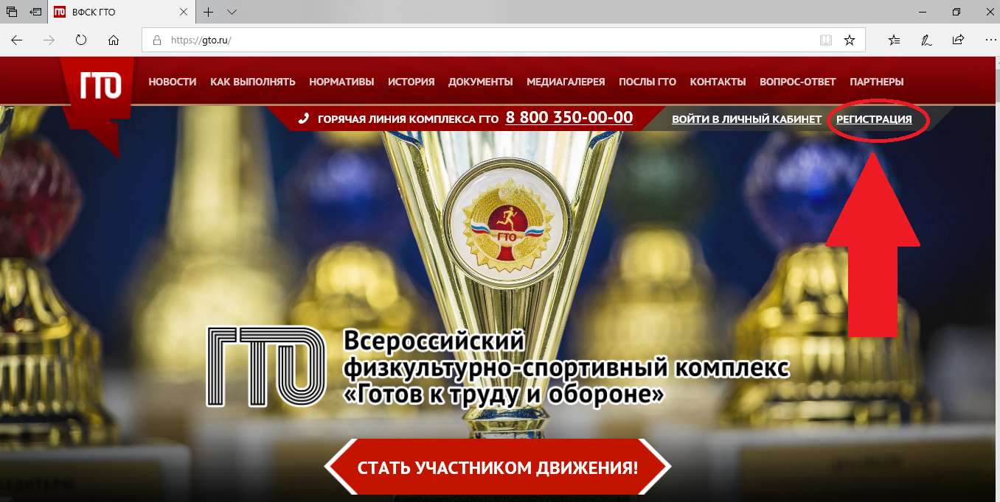 ВФСК ГТО
https://gto.ru/
ГТО
НОВОСТИ КАК ВЫПОЛНЯТЬ НОРМАТИВЫ ИСТОРИЯ ДОКУМЕНТЫ МЕДИАГАЛЕРЕЯ ПОСЛЫ ГТО КОНТАКТЫ ВОПРОС-ОТВЕТ ПАРТНЕРЫ
ГОРЯЧАЯ ЛИНИЯ КОМПЛЕКСА ГТО 8 800 350-00-00 ВОЙТИ В ЛИЧНЫЙ КАБИНЕТ РЕГИСТРАЦИЯ
ГТО
ГТО
Всероссийский
физкультурно-спортивный комплекс
«Готов к труду и обороне»
СТАТЬ УЧАСТНИКОМ ДВИЖЕНИЯ!